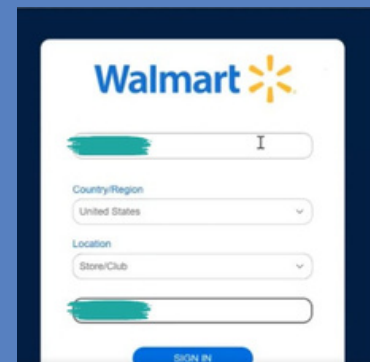 Walmart
Country/Region
United States
Location
Store/Club
SIGN IN